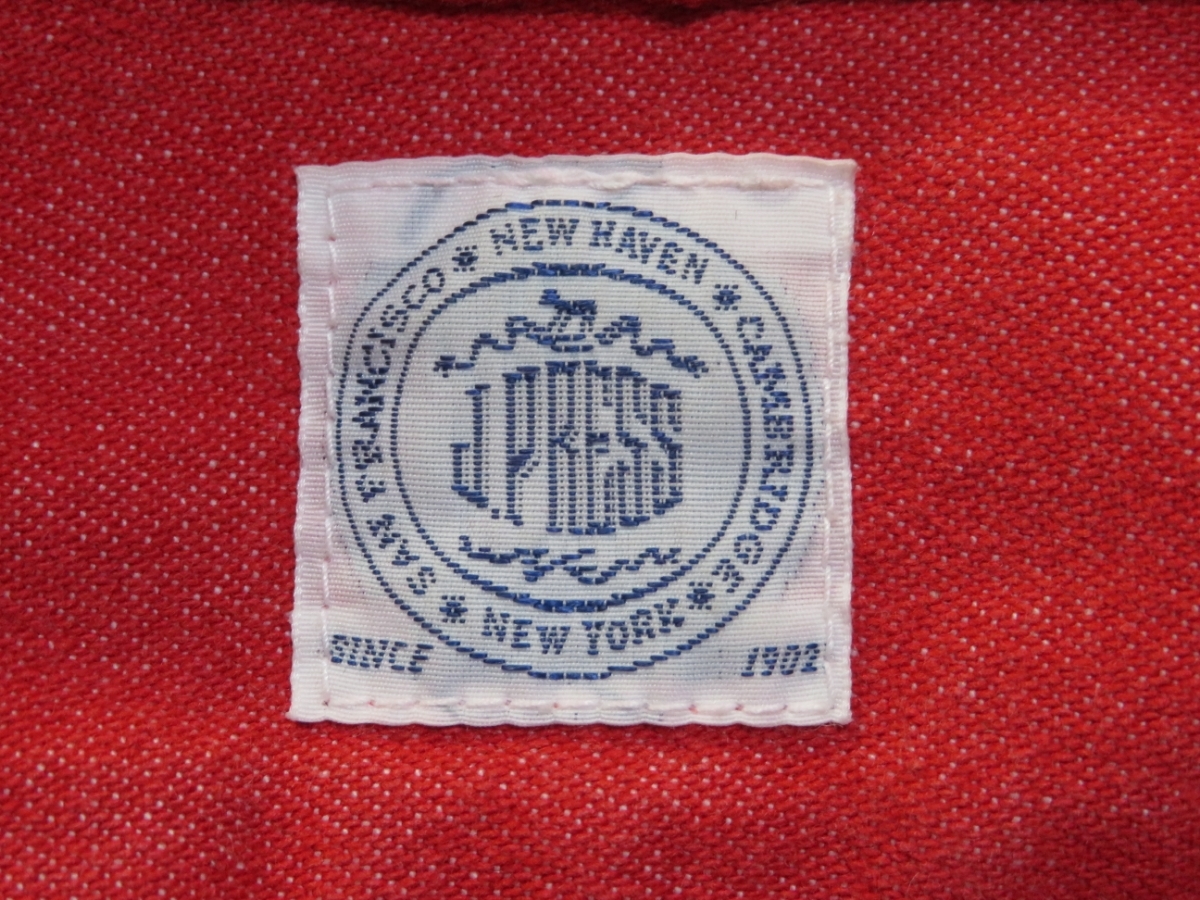 NEW HAVEN * CAMBRIDGE * NEW YORK * SAN FRANCISCO *
J.PRESS
SINCE 1902